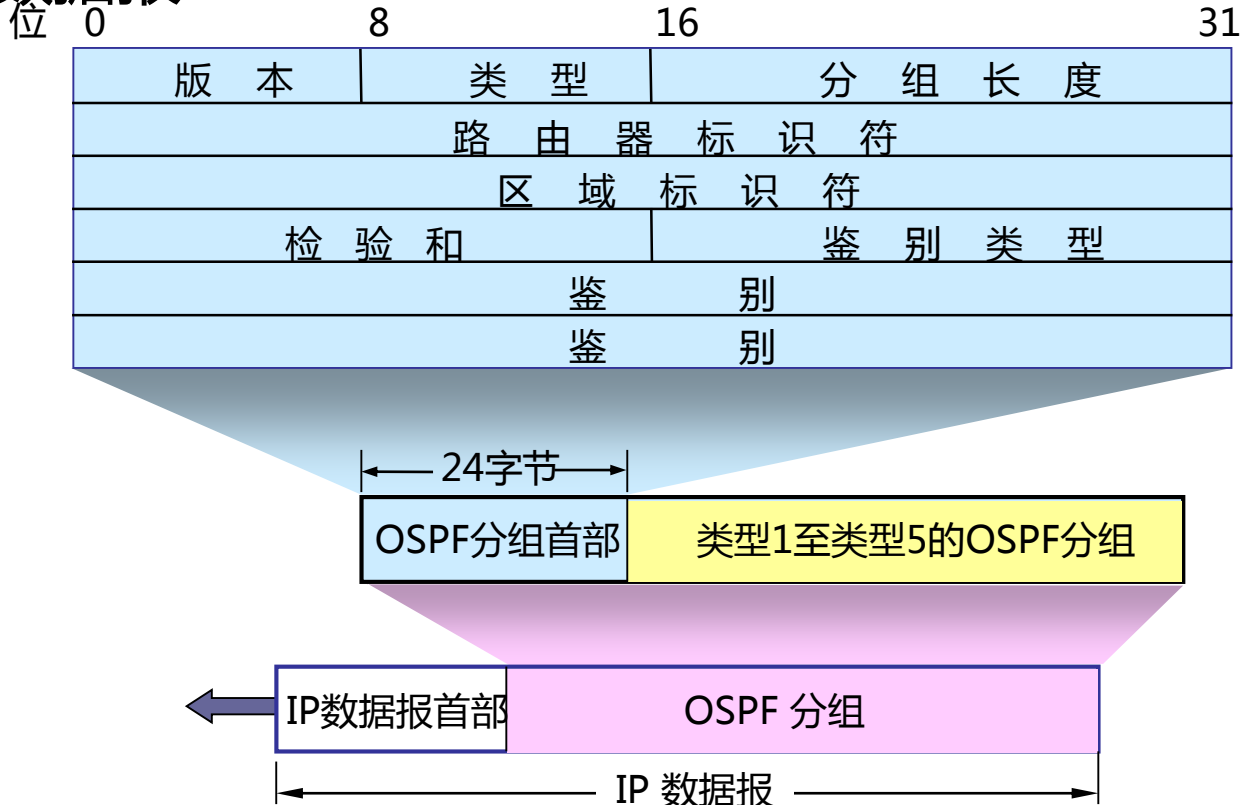 位 0 8 16 31
版 本 类 型 分 组 长 度
路 由 器 标 识 符
区 域 标 识 符
检 验 和 鉴 别 类 型
鉴 别
鉴 别
24字节
OSPF分组首部 类型1至类型5的OSPF分组
IP数据报首部 OSPF 分组
IP 数据报